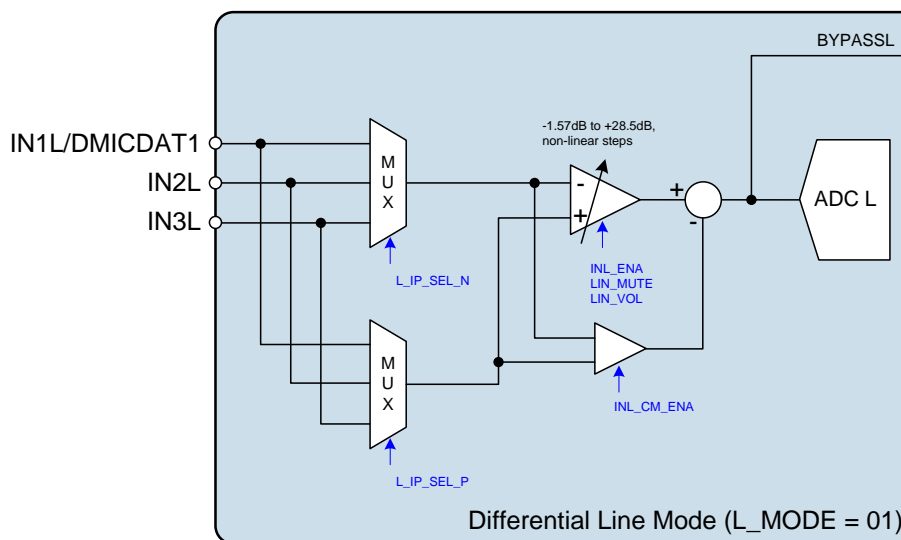 BYPASSL
-1.57dB to +28.5dB,
non-linear steps
IN1L/DMICDAT1
IN2L
IN3L
M
U
X
-
+
+
-
ADC L
L_IP_SEL_N
INL_ENA
LIN_MUTE
LIN_VOL
M
U
X
INL_CM_ENA
L_IP_SEL_P
Differential Line Mode (L_MODE = 01)